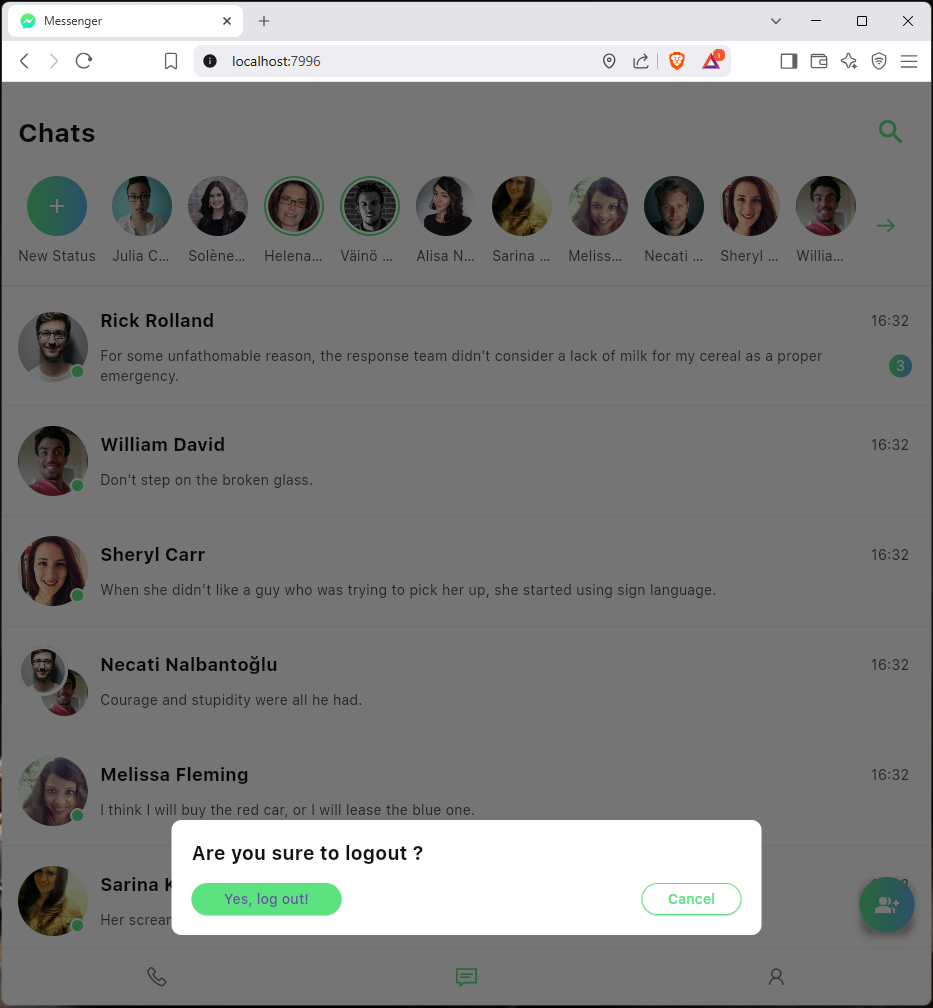 Messenger
localhost:7996
1
Chats
New Status
Julia C...
Solène...
Helena...
Väinö ...
Alisa N...
Sarina ...
Meliss...
Necati ...
Sheryl ...
Willia...
Rick Rolland
16:32
For some unfathomable reason, the response team didn't consider a lack of milk for my cereal as a proper
emergency.
3
William David
16:32
Don't step on the broken glass.
Sheryl Carr
16:32
When she didn’t like a guy who was trying to pick her up, she started using sign language.
Necati Nalbantoğlu
16:32
Courage and stupidity were all he had.
Melissa Fleming
16:32
I think I will buy the red car, or I will lease the blue one.
Sarina K
Her screar
Are you sure to logout ?
Yes, log out!
Cancel